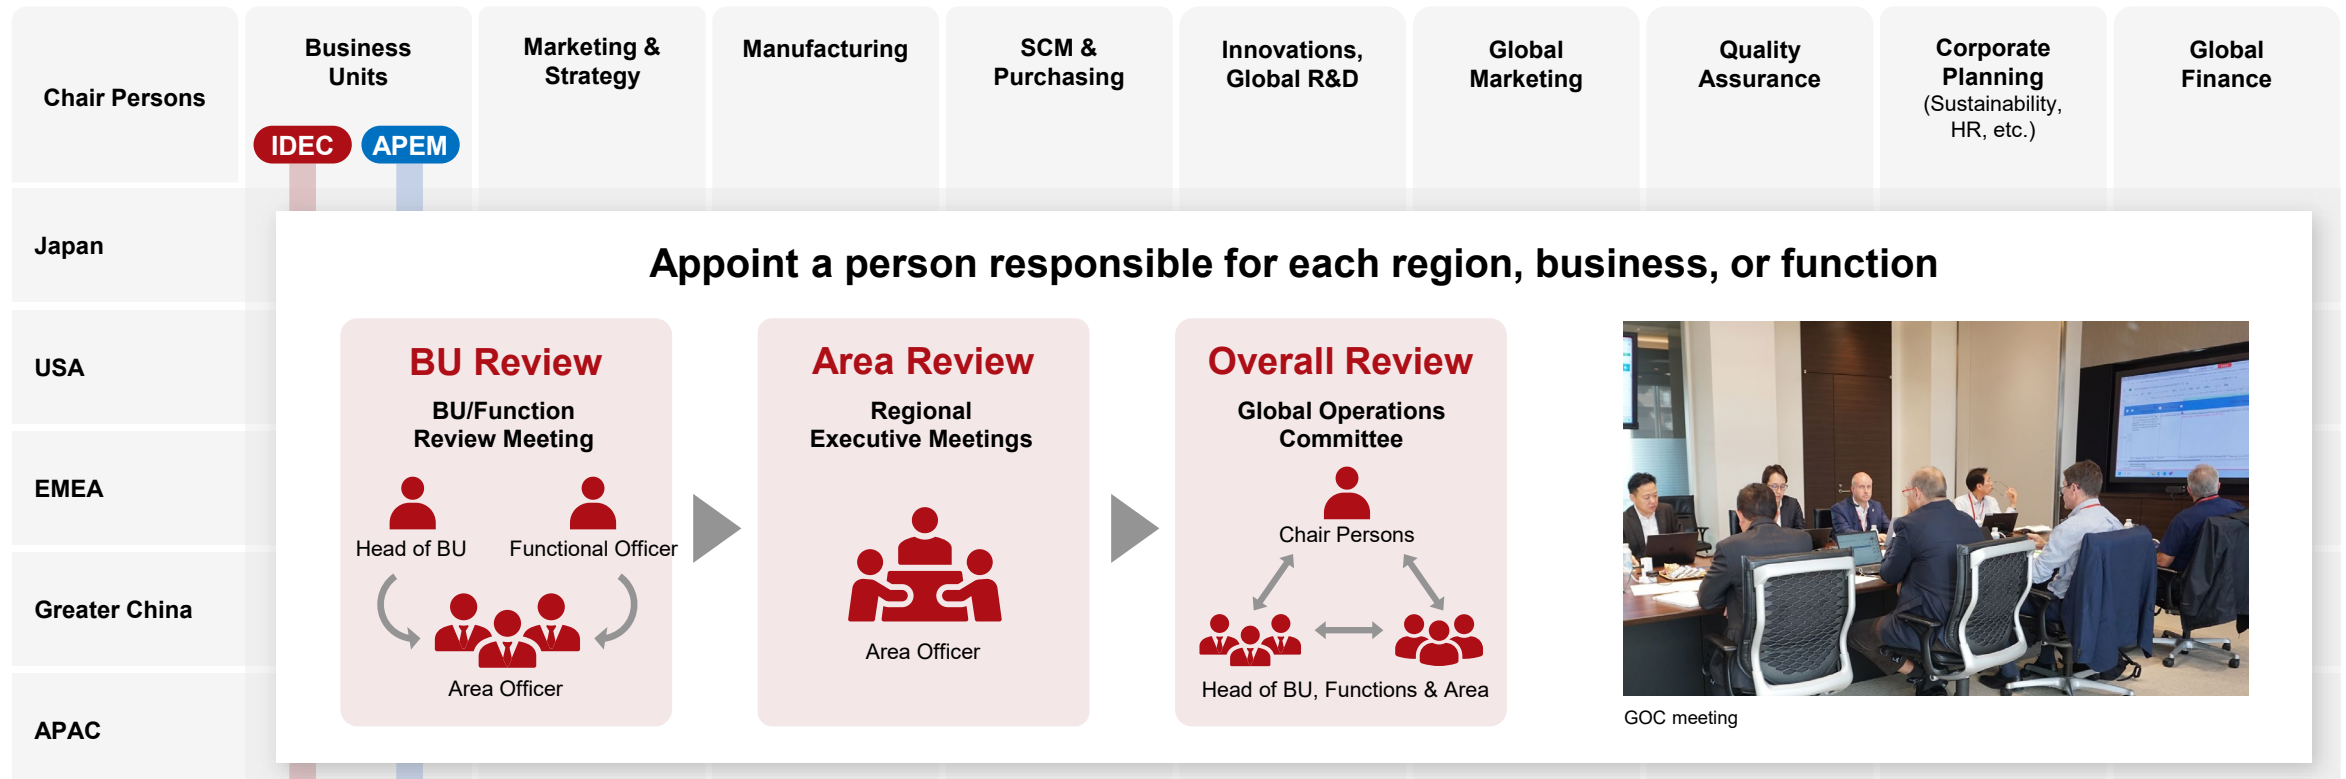 Chair Persons
Business
Units
IDEC
APEM
Marketing &
Strategy
Manufacturing
SCM &
Purchasing
Innovations,
Global R&D
Global
Marketing
Quality
Assurance
Corporate
Planning
(Sustainability,
HR, etc.)
Global
Finance
Japan
USA
EMEA
Greater China
APAC
Appoint a person responsible for each region, business, or function
BU Review
BU/Function
Review Meeting
Head of BU
Functional Officer
Area Officer
Area Review
Regional
Executive Meetings
Area Officer
Overall Review
Global Operations
Committee
Chair Persons
Head of BU, Functions & Area
GOC meeting